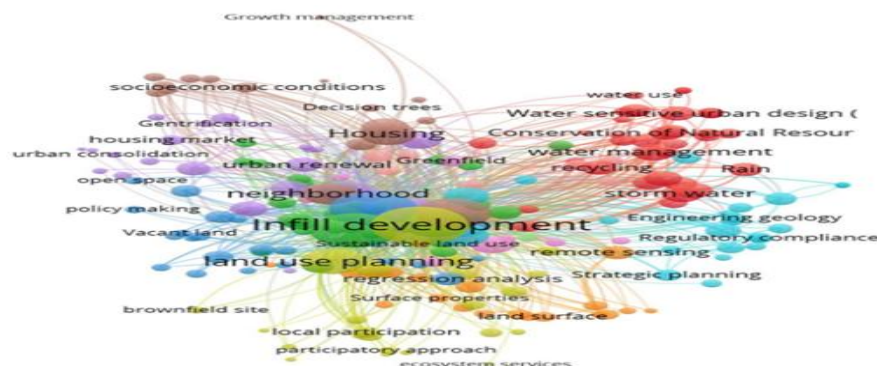 Growth management
socioeconomic conditions
water use
Decision trees
Water sensitive urban design (
Gentrification
Housing
Conservation of Natural Resour
housing market
water management
urban consolidation
urban renewal
Greenfield
recycling
Rain
open space
neighborhood
storm water
policy making
Infill development
Engineering geology
Vacant land
Sustainable land use
Regulatory compliance
land use planning
remote sensing
regression analysis
Strategic planning
Surface properties
brownfield site
land surface
local participation
participatory approach
ecosystem services